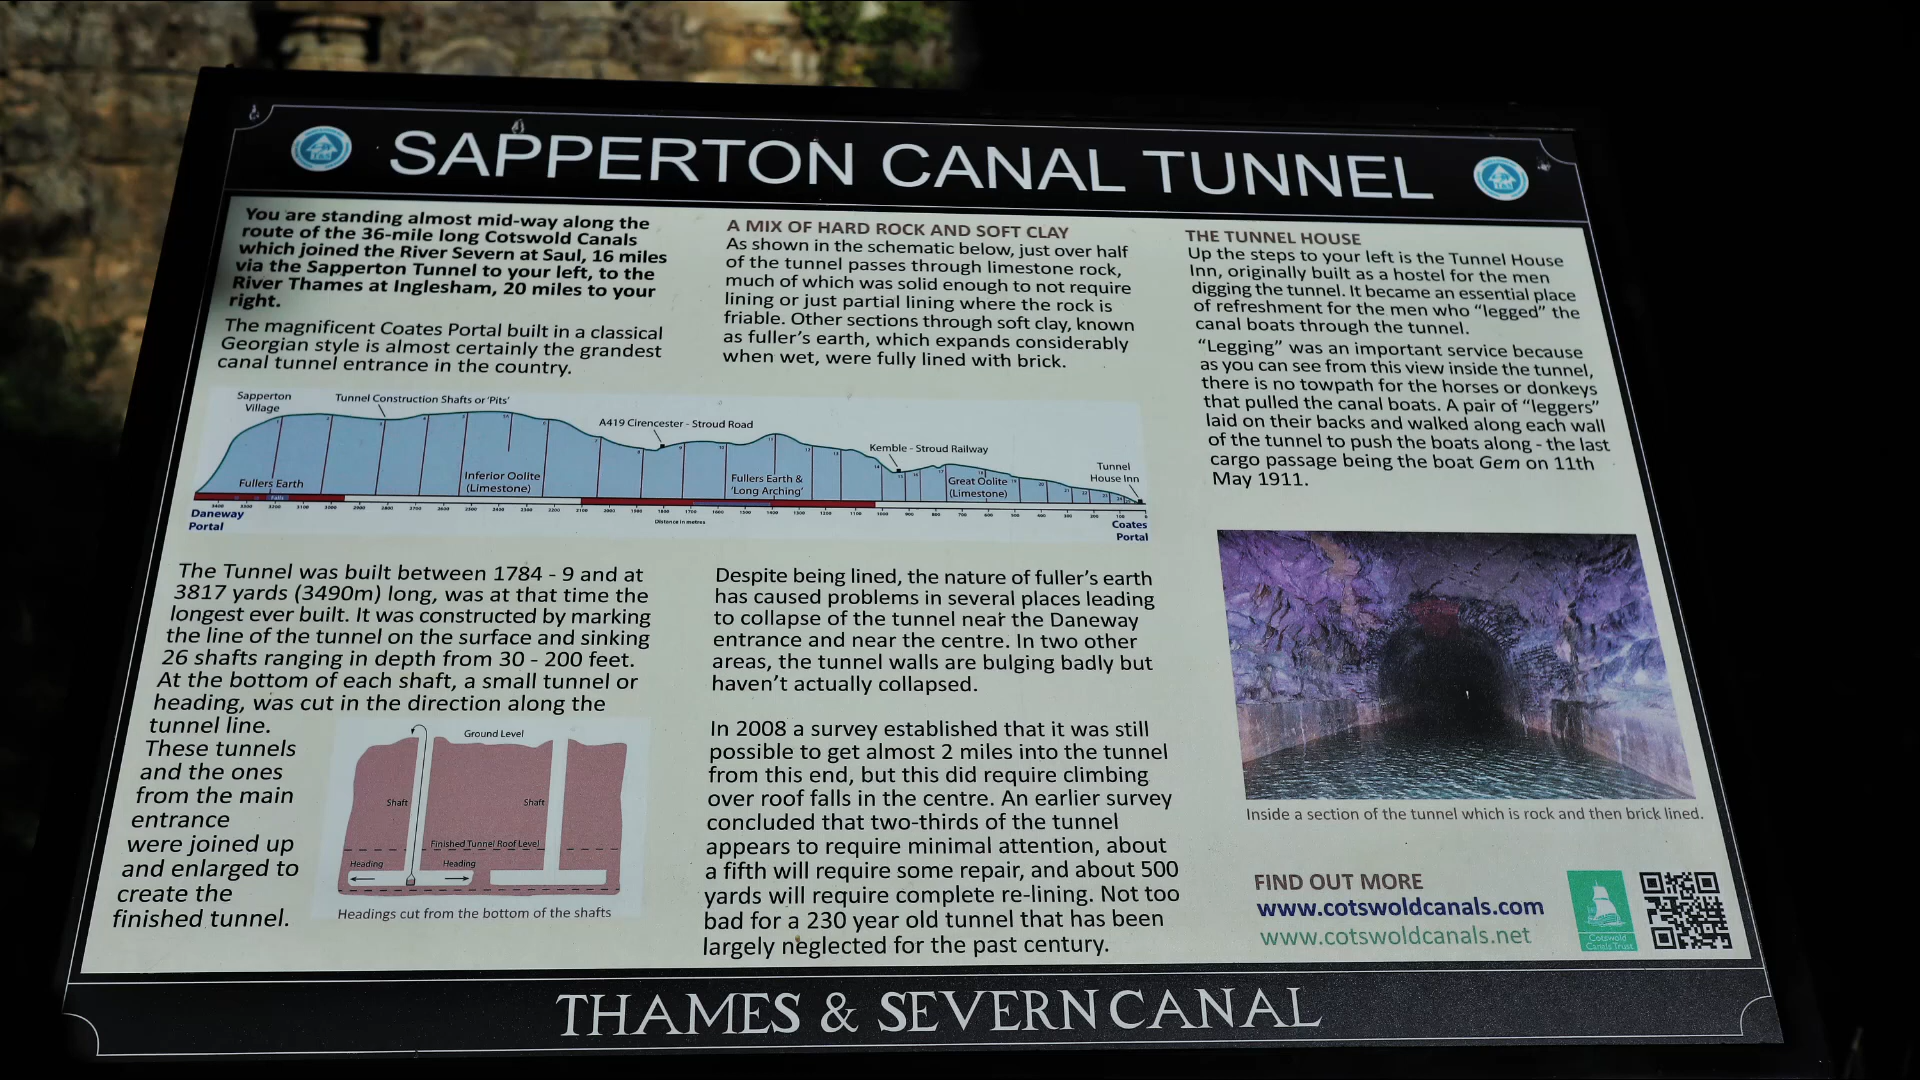 SAPPERTON CANAL TUNNEL
You are standing almost mid-way along the
route of the 36-mile long Cotswold Canals
which joined the River Severn at Saul, 16 miles
via the Sapperton Tunnel to your left, to the
River Thames at Inglesham, 20 miles to your
right.
The magnificent Coates Portal built in a classical
Georgian style is almost certainly the grandest
canal tunnel entrance in the country.
A MIX OF HARD ROCK AND SOFT CLAY
As shown in the schematic below, just over half
of the tunnel passes through limestone rock,
much of which was solid enough to not require
lining or just partial lining where the rock is
friable. Other sections through soft clay, known
as fuller's earth, which expands considerably
when wet, were fully lined with brick.
Sapperton
Village
Tunnel Construction Shafts or 'Pits'
A419 Cirencester - Stroud Road
Kemble - Stroud Railway
Tunnel
House Inn
Fullers Earth
Inferior Oolite
(Limestone)
Fullers Earth &
'Long Arching'
Great Oolite
(Limestone)
Falls
Daneway
Portal
Distance in metres
Coates
Portal
The Tunnel was built between 1784 - 9 and at
3817 yards (3490m) long, was at that time the
longest ever built. It was constructed by marking
the line of the tunnel on the surface and sinking
26 shafts ranging in depth from 30 - 200 feet.
At the bottom of each shaft, a small tunnel or
heading, was cut in the direction along the
tunnel line.
These tunnels
and the ones
from the main
entrance
were joined up
and enlarged to
create the
finished tunnel.
Ground Level
Shaft
Shaft
Finished Tunnel Roof Level
Heading
Heading
Headings cut from the bottom of the shafts
Despite being lined, the nature of fuller's earth
has caused problems in several places leading
to collapse of the tunnel near the Daneway
entrance and near the centre. In two other
areas, the tunnel walls are bulging badly but
haven't actually collapsed.
In 2008 a survey established that it was still
possible to get almost 2 miles into the tunnel
from this end, but this did require climbing
over roof falls in the centre. An earlier survey
concluded that two-thirds of the tunnel
appears to require minimal attention, about
a fifth will require some repair, and about 500
yards will require complete re-lining. Not too
bad for a 230 year old tunnel that has been
largely neglected for the past century.
THE TUNNEL HOUSE
Up the steps to your left is the Tunnel House
Inn, originally built as a hostel for the men
digging the tunnel. It became an essential place
of refreshment for the men who "legged" the
canal boats through the tunnel.
"Legging" was an important service because
as you can see from this view inside the tunnel,
there is no towpath for the horses or donkeys
that pulled the canal boats. A pair of "leggers"
laid on their backs and walked along each wall
of the tunnel to push the boats along - the last
cargo passage being the boat Gem on 11th
May 1911.
Inside a section of the tunnel which is rock and then brick lined.
FIND OUT MORE
www.cotswoldcanals.com
www.cotswoldcanals.net
Cotswold
Canals Trust
THAMES & SEVERN CANAL